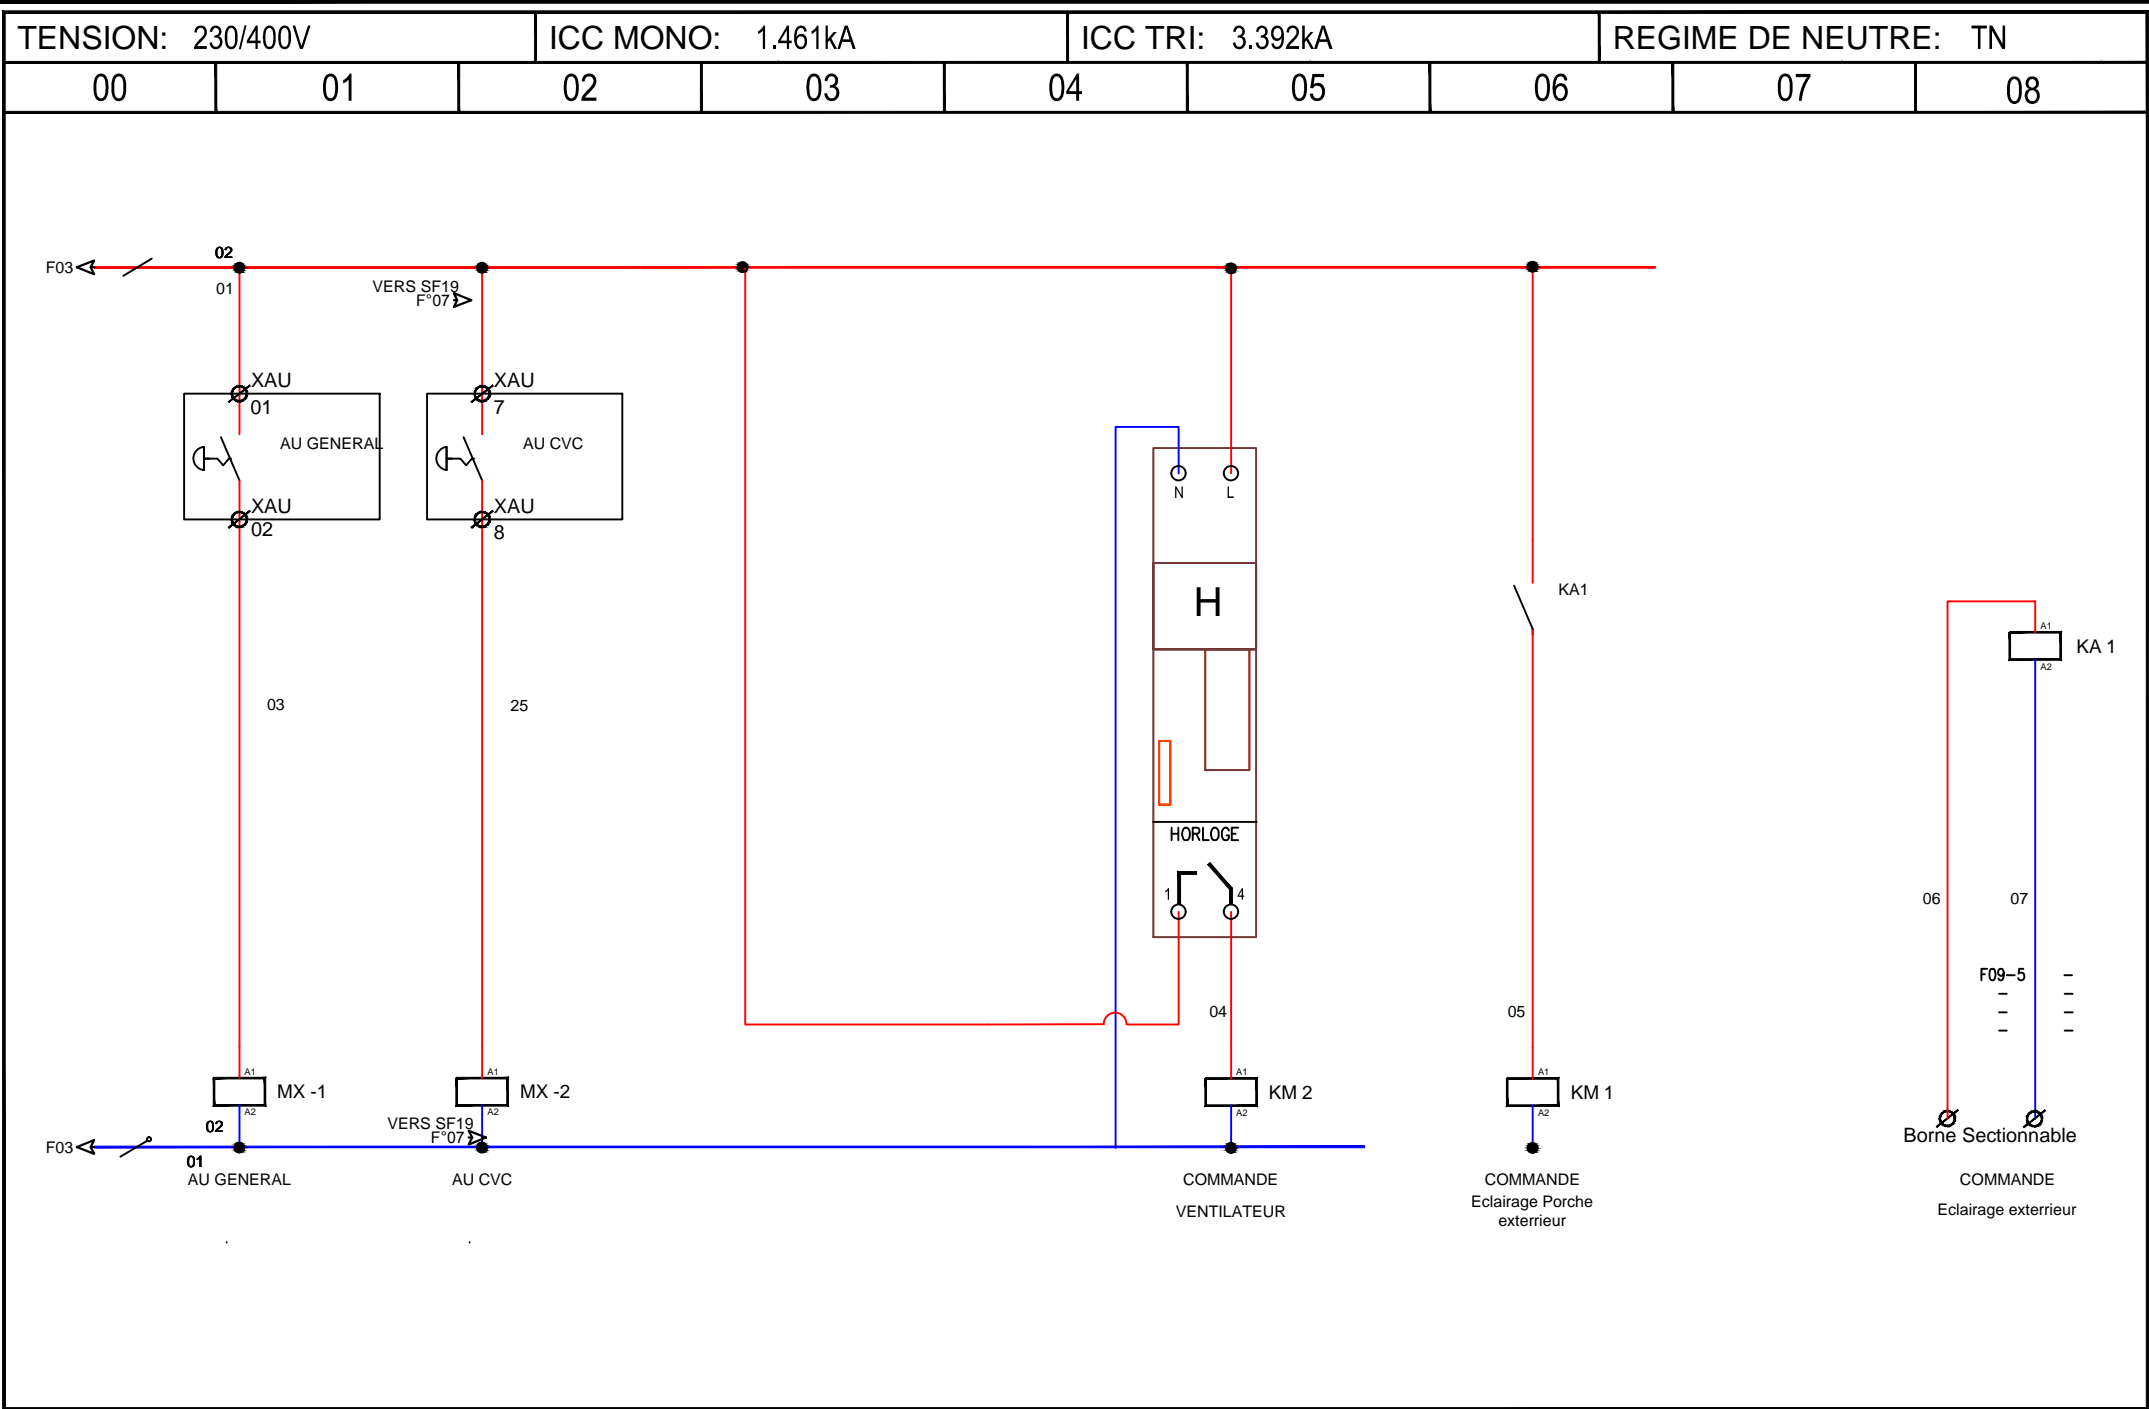 TENSION: 230/400V ICC MONO: 1.461kA ICC TRI: 3.392kA REGIME DE NEUTRE: TN
00 01 02 03 04 05 06 07 08
02
F03
01
VERS SF19
F°07
XAU
01
AU GENERAL
XAU
02
XAU
7
AU CVC
XAU
8
N L
H
HORLOGE
1 4
KA1
A1
KA 1
A2
03
25
06
07
F09-5
04
05
A1
MX -1
A2
A1
MX -2
A2
A1
KM 2
A2
A1
KM 1
A2
02
VERS SF19
F°07
F03
01
Borne Sectionnable
AU GENERAL
AU CVC
COMMANDE
VENTILATEUR
COMMANDE
Eclairage Porche
exterrieur
COMMANDE
Eclairage exterrieur